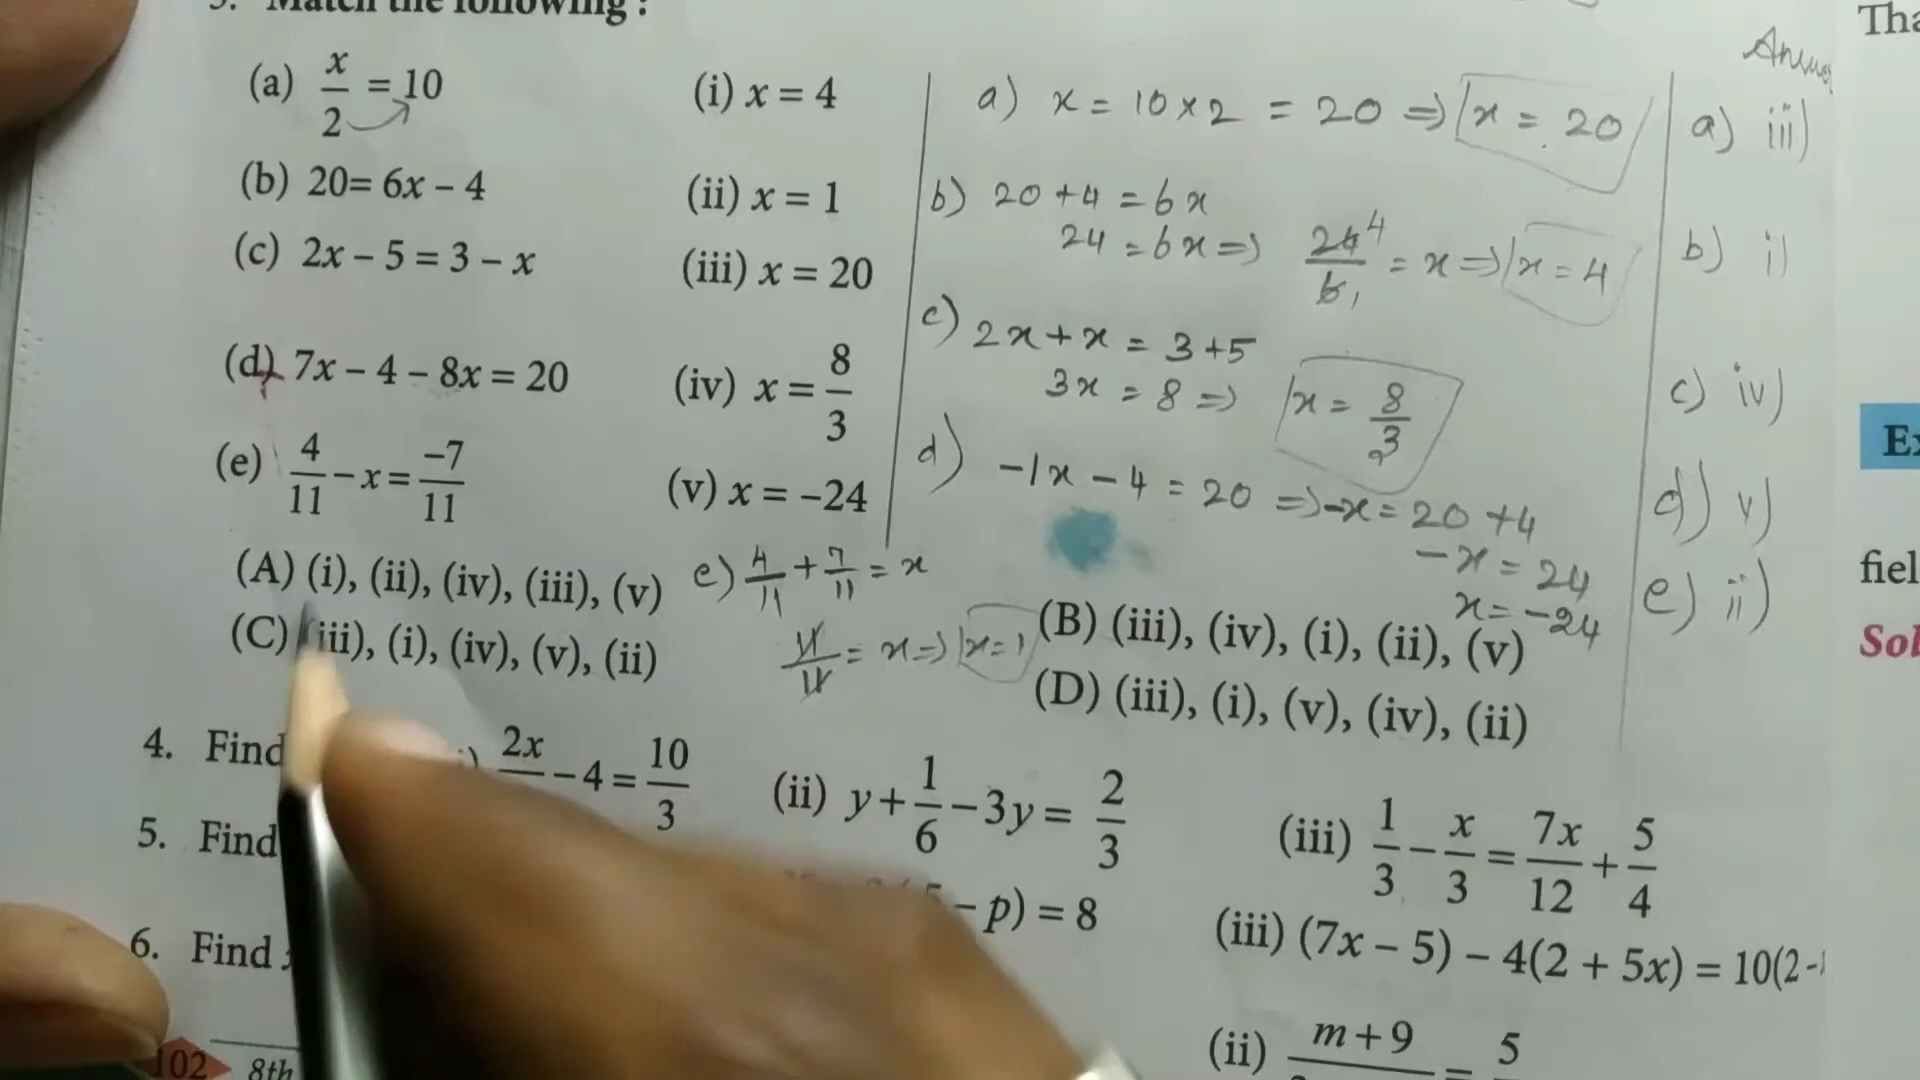 3. Match the following :
(a) x/2 = 10 (i) x = 4
(b) 20= 6x – 4 (ii) x = 1
(c) 2x – 5 = 3 – x (iii) x = 20
(d) 7x – 4 – 8x = 20 (iv) x = 8/3
(e) 4/11 – x = –7/11 (v) x = –24
(A) (i), (ii), (iv), (iii), (v)
(B) (iii), (iv), (i), (ii), (v)
(C) (iii), (i), (iv), (v), (ii)
(D) (iii), (i), (v), (iv), (ii)
a) x = 10 × 2 = 20 ⇒ x = 20
b) 20 + 4 = 6x
24 = 6x ⇒ 24/6 = x ⇒ x = 4
c) 2x + x = 3 + 5
3x = 8 ⇒ x = 8/3
d) –1x – 4 = 20 ⇒ –x = 20 + 4
–x = 24
x = –24
e) 4/11 + 7/11 = x
11/11 = x ⇒ x = 1
a) iii)
b) i)
c) iv)
d) v)
e) ii)
4. Find 2x – 4 = 10/3 (ii) y + 1/6 – 3y = 2/3 (iii) 1/3 – x/3 = 7x/12 + 5/4
5. Find – p) = 8 (iii) (7x – 5) – 4(2 + 5x) = 10(2 -
6. Find (ii) m + 9 = 5
102 8th
fiel
Sol